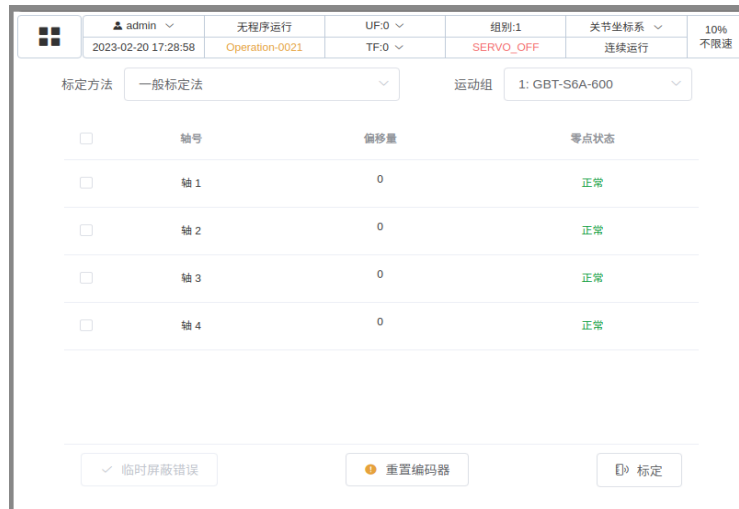 admin 无程序运行 UF:0 组别:1 关节坐标系 10%
2023-02-20 17:28:58 Operation-0021 TF:0 SERVO_OFF 连续运行 不限速
标定方法 一般标定法 运动组 1: GBT-S6A-600
轴号 偏移量 零点状态
轴 1 0 正常
轴 2 0 正常
轴 3 0 正常
轴 4 0 正常
临时屏蔽错误 重置编码器 标定